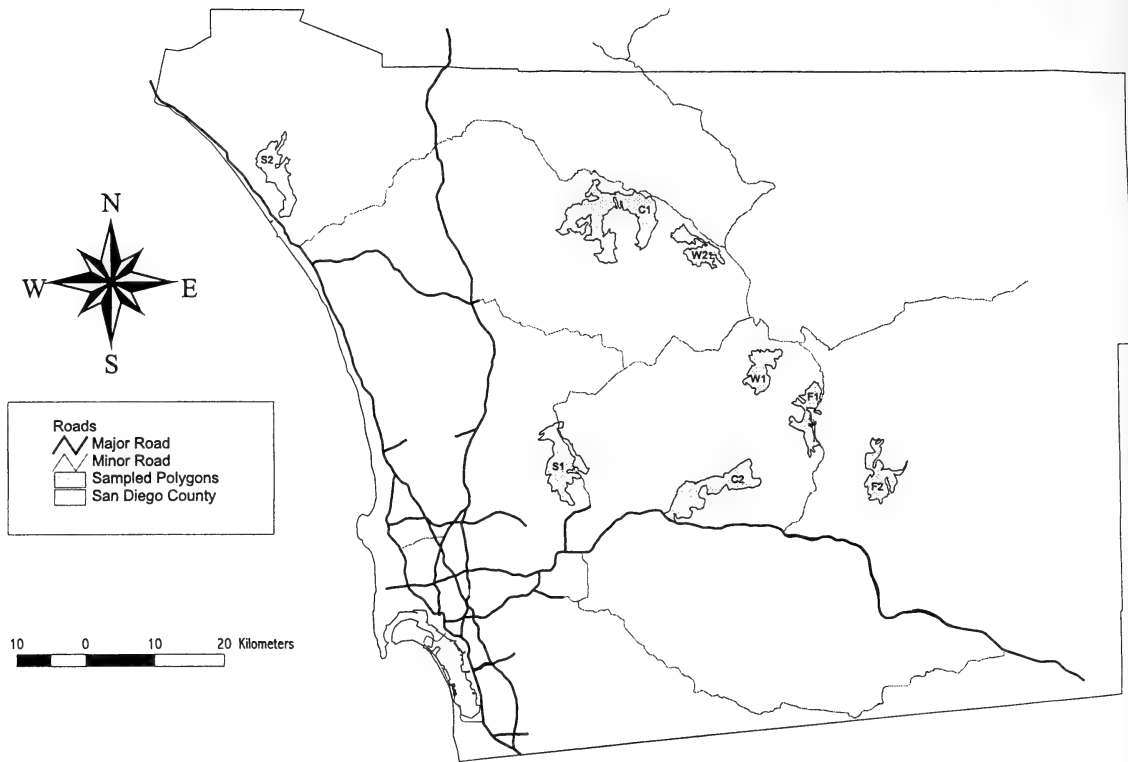 S2
C1
W2
N
W E
S
W1
F1
S1
C2
F2
Roads
Major Road
Minor Road
Sampled Polygons
San Diego County
10 0 10 20 Kilometers